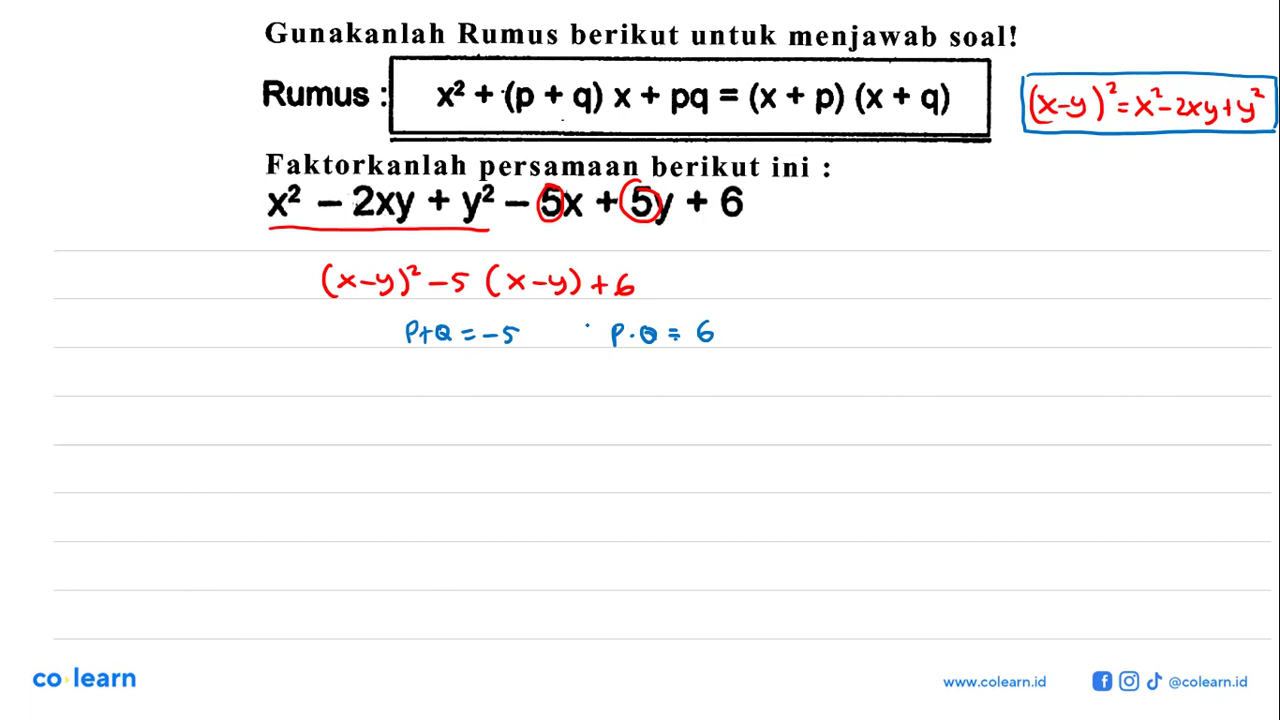 Gunakanlah Rumus berikut untuk menjawab soal!
Rumus : x² + (p + q) x + pq = (x + p) (x + q)
(x-y)² = x² - 2xy + y²
Faktorkanlah persamaan berikut ini :
x² – 2xy + y² – 5x + 5y + 6
(x-y)² - 5 (x-y) + 6
P+Q = -5 P.Q = 6
co learn
www.colearn.id @colearn.id